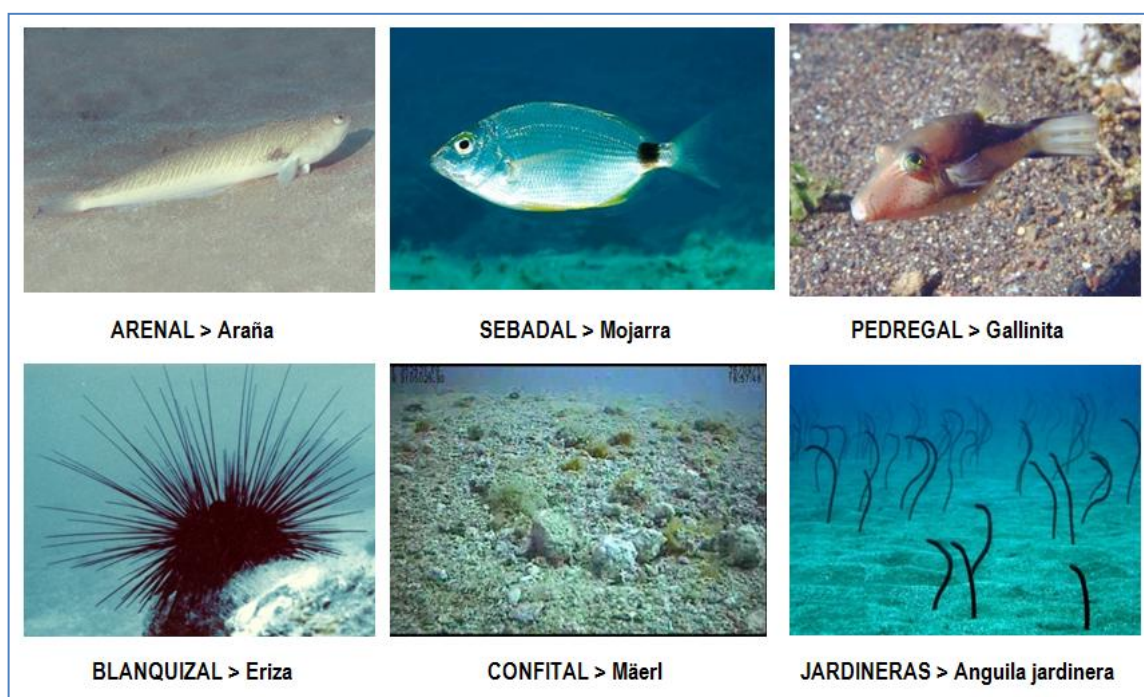 ARENAL > Araña
SEBADAL > Mojarra
PEDREGAL > Gallinita
BLANQUIZAL > Eriza
CONFITAL > Mäerl
JARDINERAS > Anguila jardinera